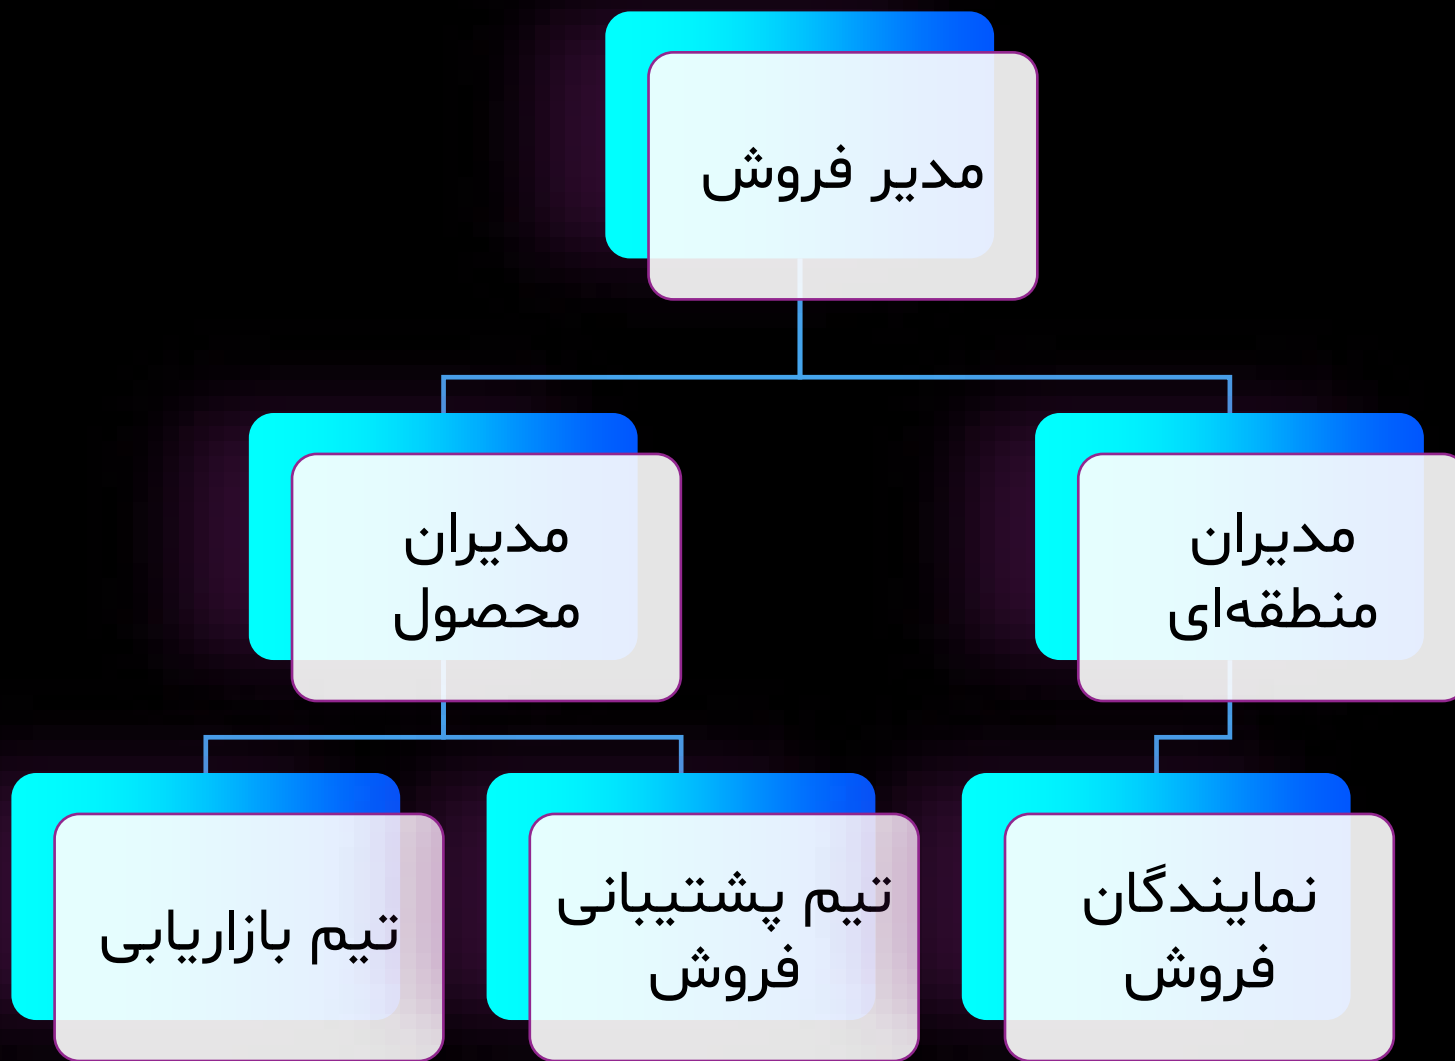 مدیر فروش
مدیران
منطقه‌ای
مدیران
محصول
نمایندگان
فروش
تیم پشتیبانی
فروش
تیم بازاریابی